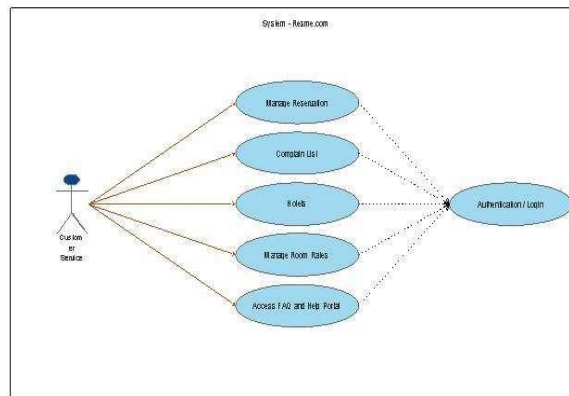 System - Resme.com
Manage Reservation
Complain List
Hotels
Authentication / Login
Custom
er
Service
Manage Room Rates
Access FAQ and Help Portal